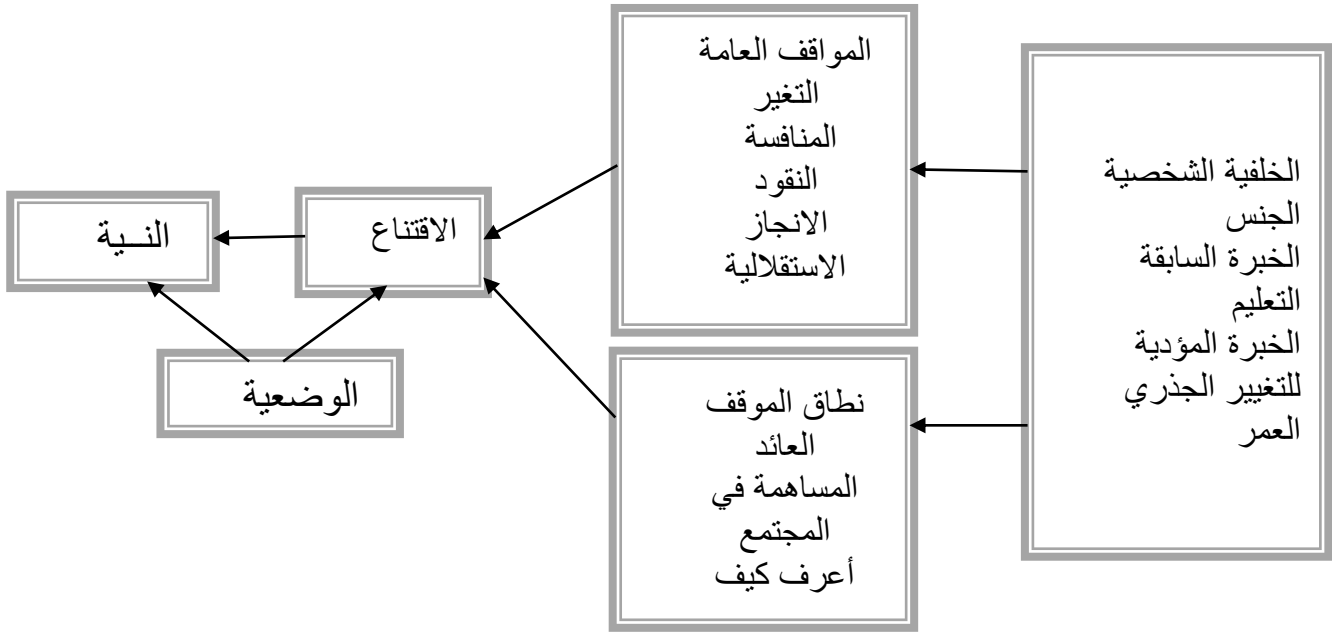 الخلفية الشخصية
الجنس
الخبرة السابقة
التعليم
الخبرة المؤدية
للتغيير الجذري
العمر
المواقف العامة
التغير
المنافسة
النقود
الانجاز
الاستقلالية
نطاق الموقف
العائد
المساهمة في
المجتمع
أعرف كيف
الاقتناع
النــية
الوضعية